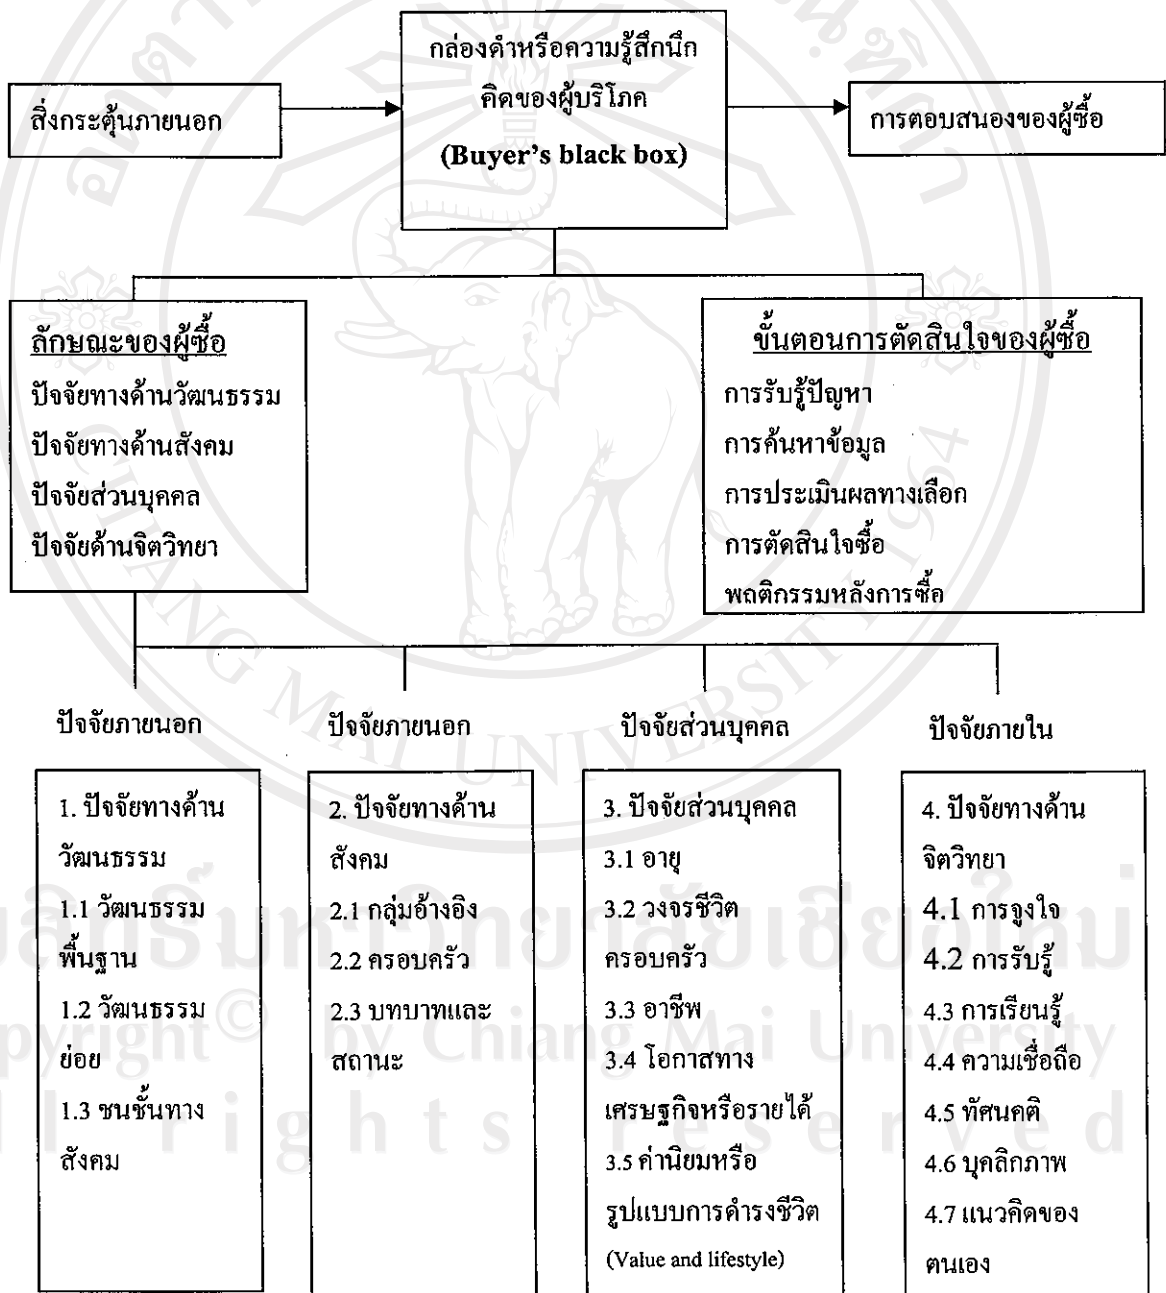 กล่องดำหรือความรู้สึกนึก
คิดของผู้บริโภค
(Buyer's black box)
สิ่งกระตุ้นภายนอก
การตอบสนองของผู้ซื้อ
ลักษณะของผู้ซื้อ
ปัจจัยทางด้านวัฒนธรรม
ปัจจัยทางด้านสังคม
ปัจจัยส่วนบุคคล
ปัจจัยด้านจิตวิทยา
ขั้นตอนการตัดสินใจของผู้ซื้อ
การรับรู้ปัญหา
การค้นหาข้อมูล
การประเมินผลทางเลือก
การตัดสินใจซื้อ
พฤติกรรมหลังการซื้อ
ปัจจัยภายนอก
1. ปัจจัยทางด้าน
วัฒนธรรม
1.1 วัฒนธรรม
พื้นฐาน
1.2 วัฒนธรรม
ย่อย
1.3 ชนชั้นทาง
สังคม
ปัจจัยภายนอก
2. ปัจจัยทางด้าน
สังคม
2.1 กลุ่มอ้างอิง
2.2 ครอบครัว
2.3 บทบาทและ
สถานะ
ปัจจัยส่วนบุคคล
3. ปัจจัยส่วนบุคคล
3.1 อายุ
3.2 วงจรชีวิต
ครอบครัว
3.3 อาชีพ
3.4 โอกาสทาง
เศรษฐกิจหรือรายได้
3.5 ค่านิยมหรือ
รูปแบบการดำรงชีวิต
(Value and lifestyle)
ปัจจัยภายใน
4. ปัจจัยทางด้าน
จิตวิทยา
4.1 การจูงใจ
4.2 การรับรู้
4.3 การเรียนรู้
4.4 ความเชื่อถือ
4.5 ทัศนคติ
4.6 บุคลิกภาพ
4.7 แนวคิดของ
ตนเอง
CHIANG MAI UNIVERSITY 1964
มหาวิทยาลัยเชียงใหม่
by Chiang Mai University
rights reserved